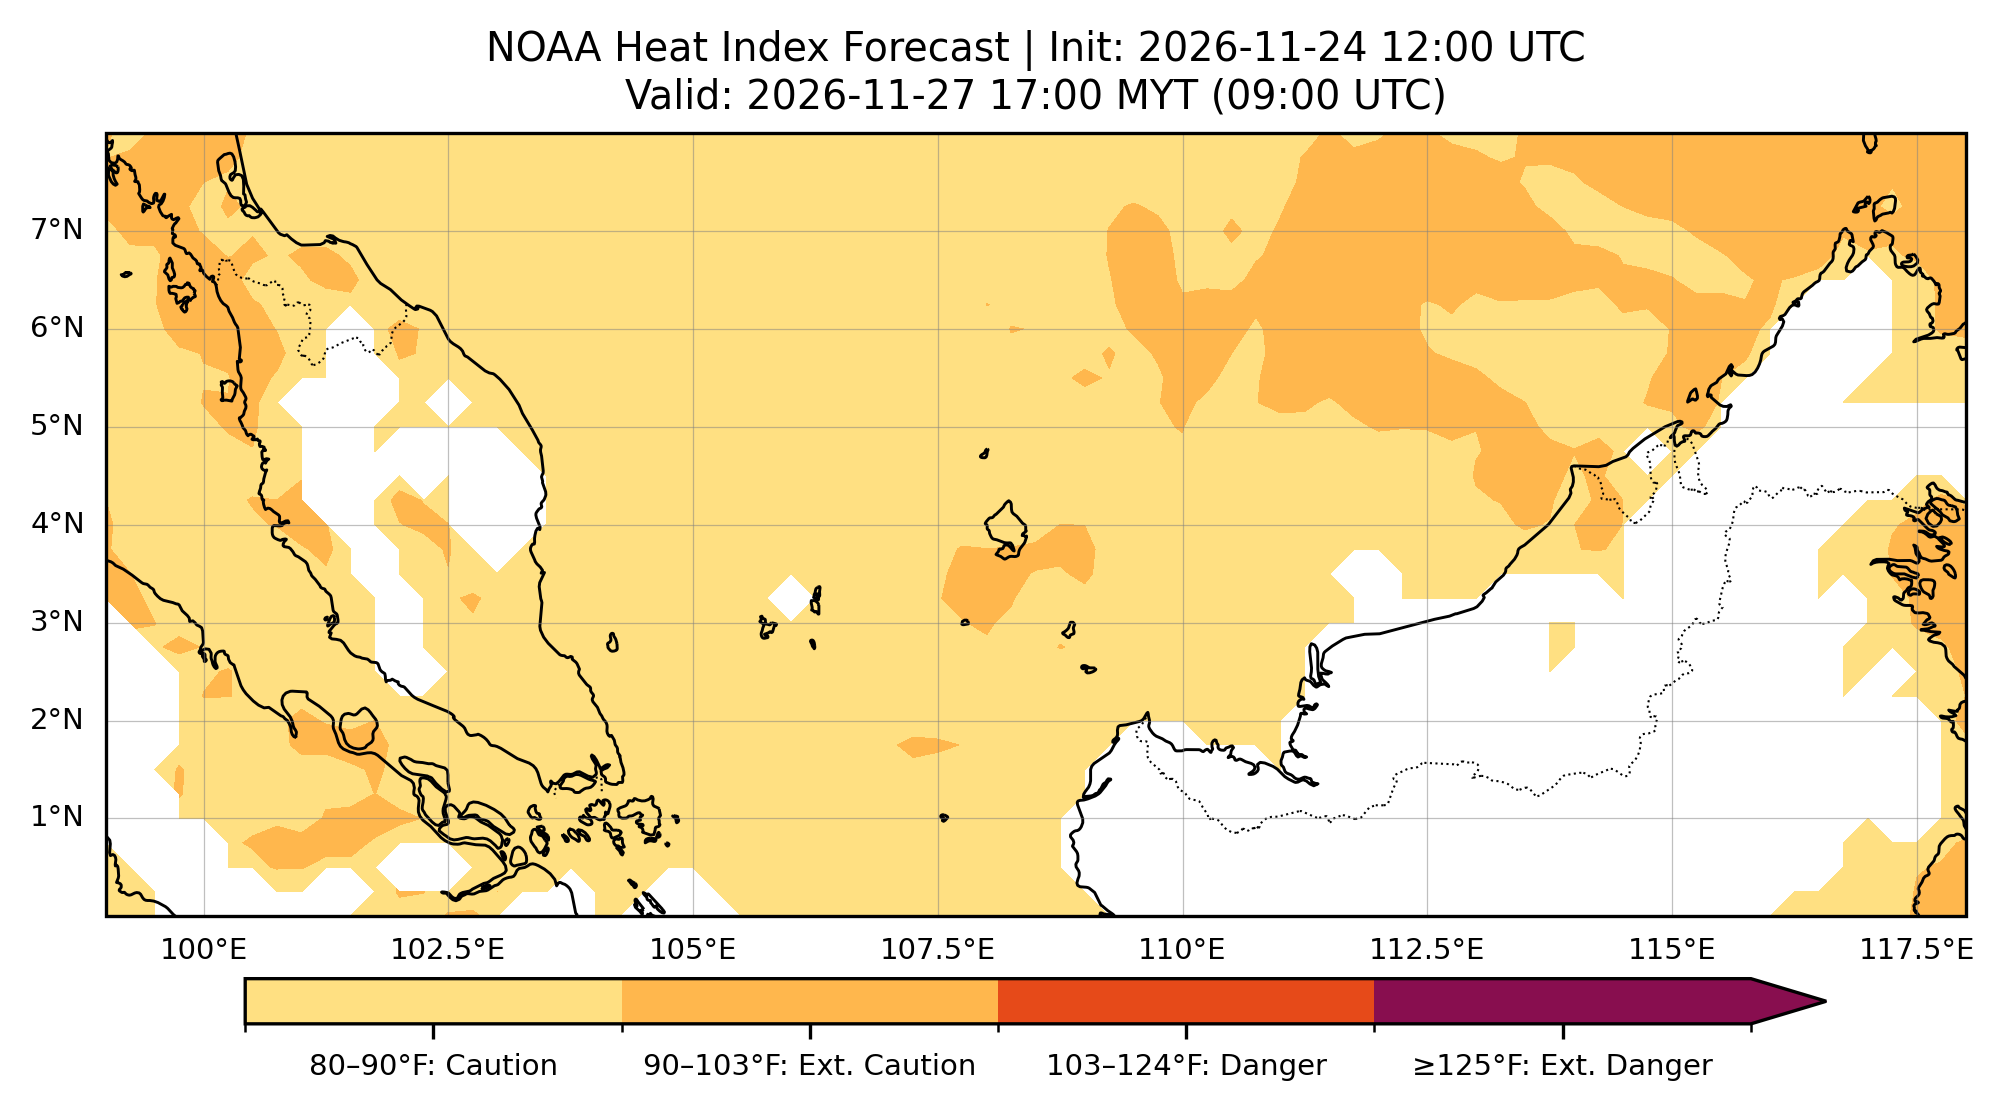 NOAA Heat Index Forecast | Init: 2026-11-24 12:00 UTC
Valid: 2026-11-27 17:00 MYT (09:00 UTC)
7°N
6°N
5°N
4°N
3°N
2°N
1°N
100°E 102.5°E 105°E 107.5°E 110°E 112.5°E 115°E 117.5°E
80–90°F: Caution 90–103°F: Ext. Caution 103–124°F: Danger ≥125°F: Ext. Danger